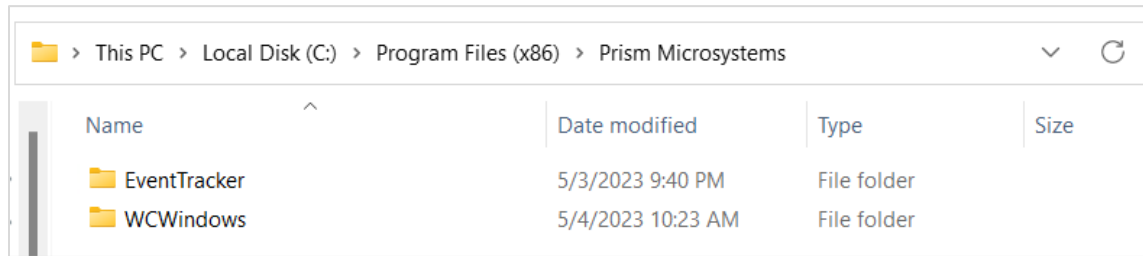 This PC > Local Disk (C:) > Program Files (x86) > Prism Microsystems
Name Date modified Type Size
EventTracker 5/3/2023 9:40 PM File folder
WCWindows 5/4/2023 10:23 AM File folder